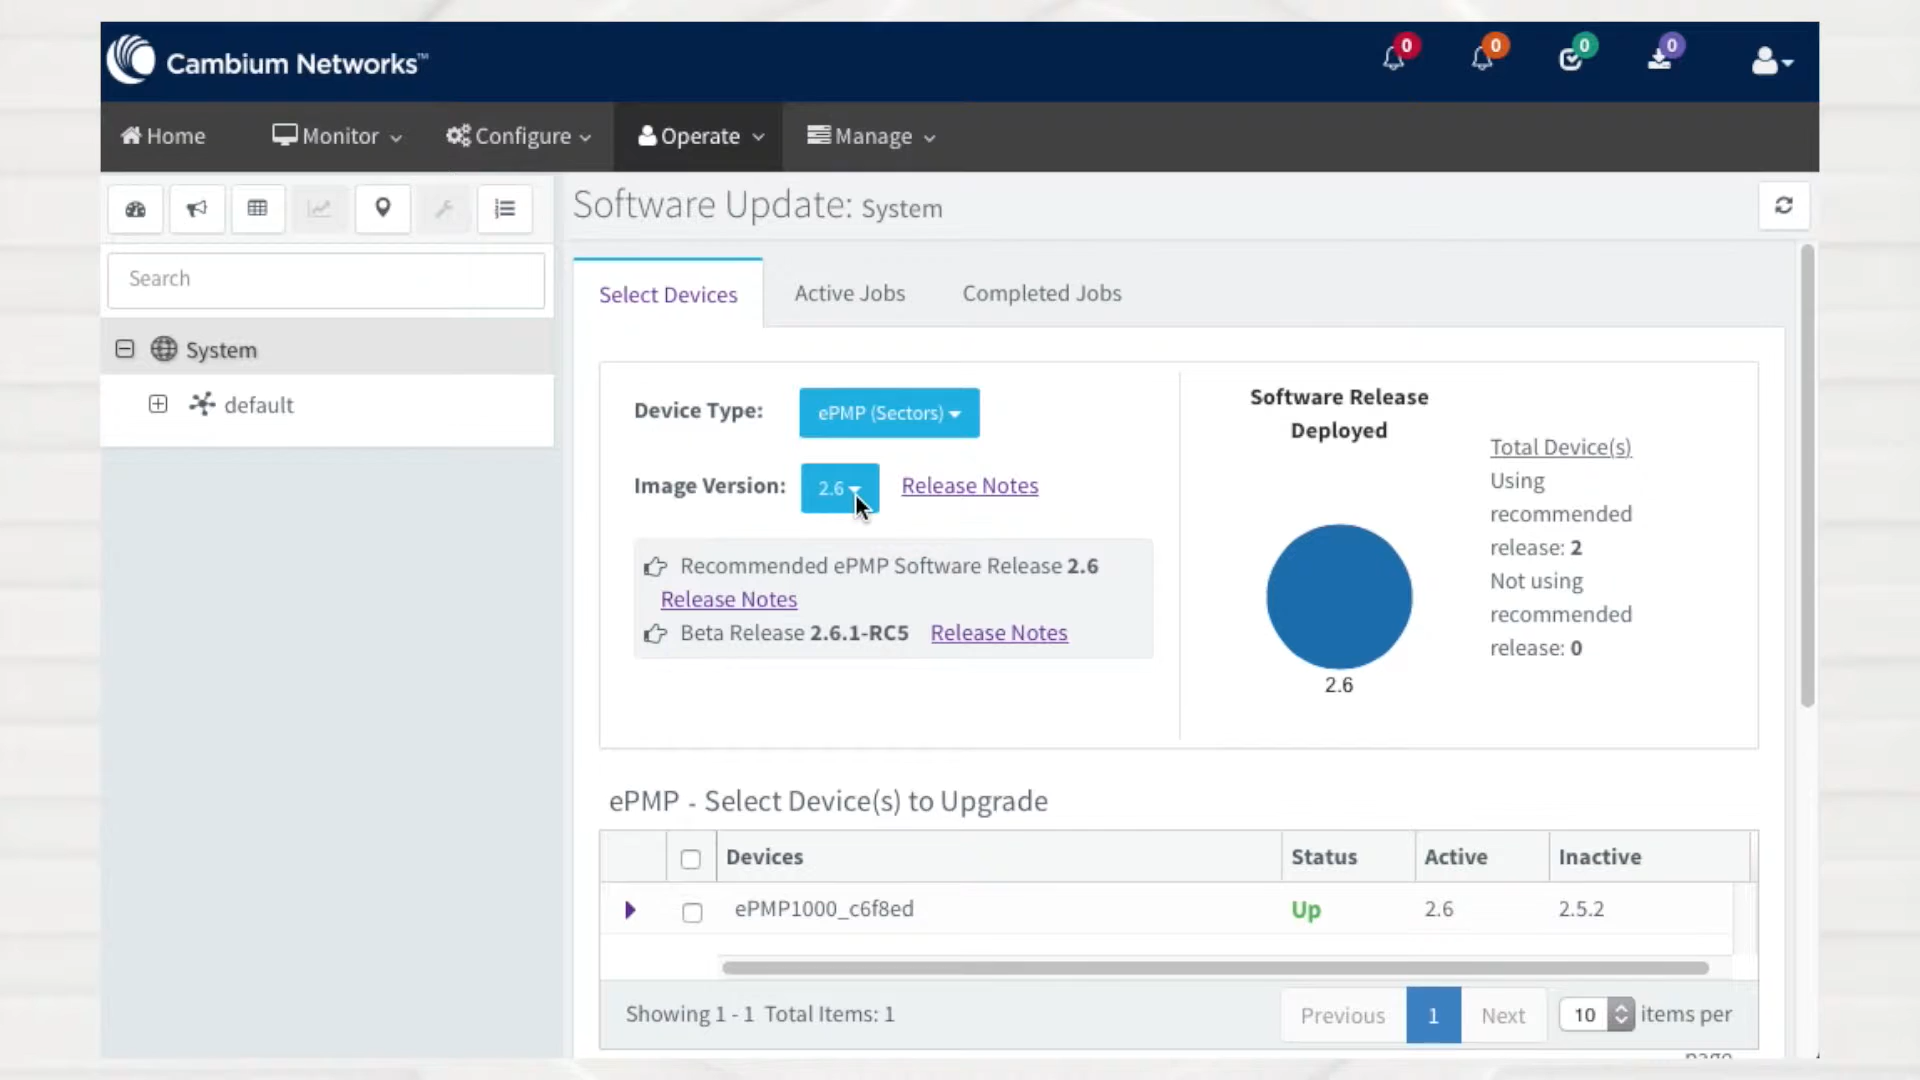 Cambium Networks™
0
0
0
0
Home
Monitor
Configure
Operate
Manage
Software Update: System
Search
System
default
Select Devices
Active Jobs
Completed Jobs
Device Type:
ePMP (Sectors)
Image Version:
2.6
Release Notes
Recommended ePMP Software Release 2.6
Release Notes
Beta Release 2.6.1-RC5 Release Notes
Software Release
Deployed
2.6
Total Device(s)
Using
recommended
release: 2
Not using
recommended
release: 0
ePMP - Select Device(s) to Upgrade
Devices Status Active Inactive
ePMP1000_c6f8ed Up 2.6 2.5.2
Showing 1 - 1 Total Items: 1
Previous 1 Next 10 items per
page